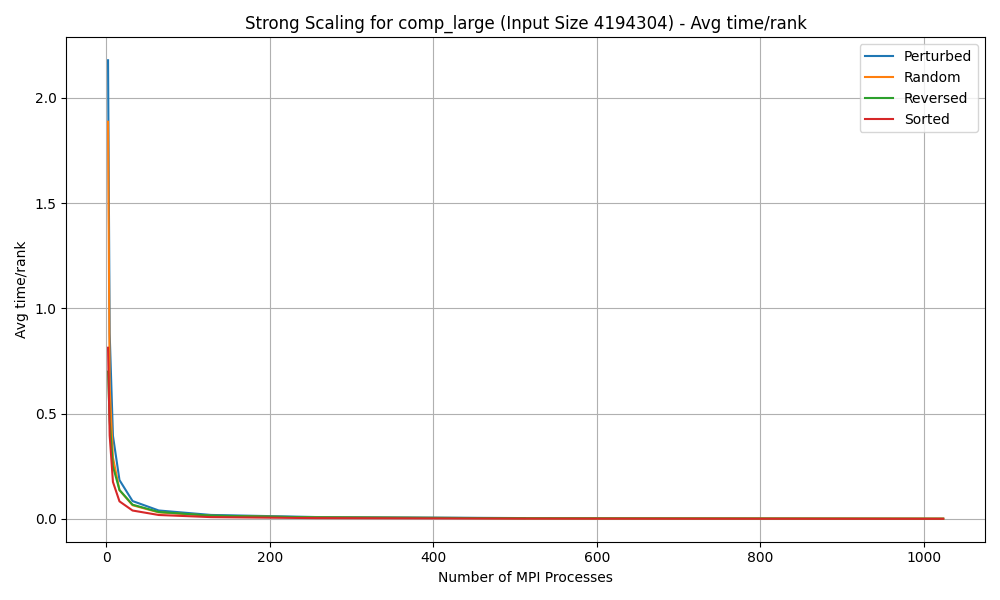 Strong Scaling for comp_large (Input Size 4194304) - Avg time/rank
Perturbed
Random
Reversed
Sorted
Avg time/rank
2.0
1.5
1.0
0.5
0.0
0 200 400 600 800 1000
Number of MPI Processes